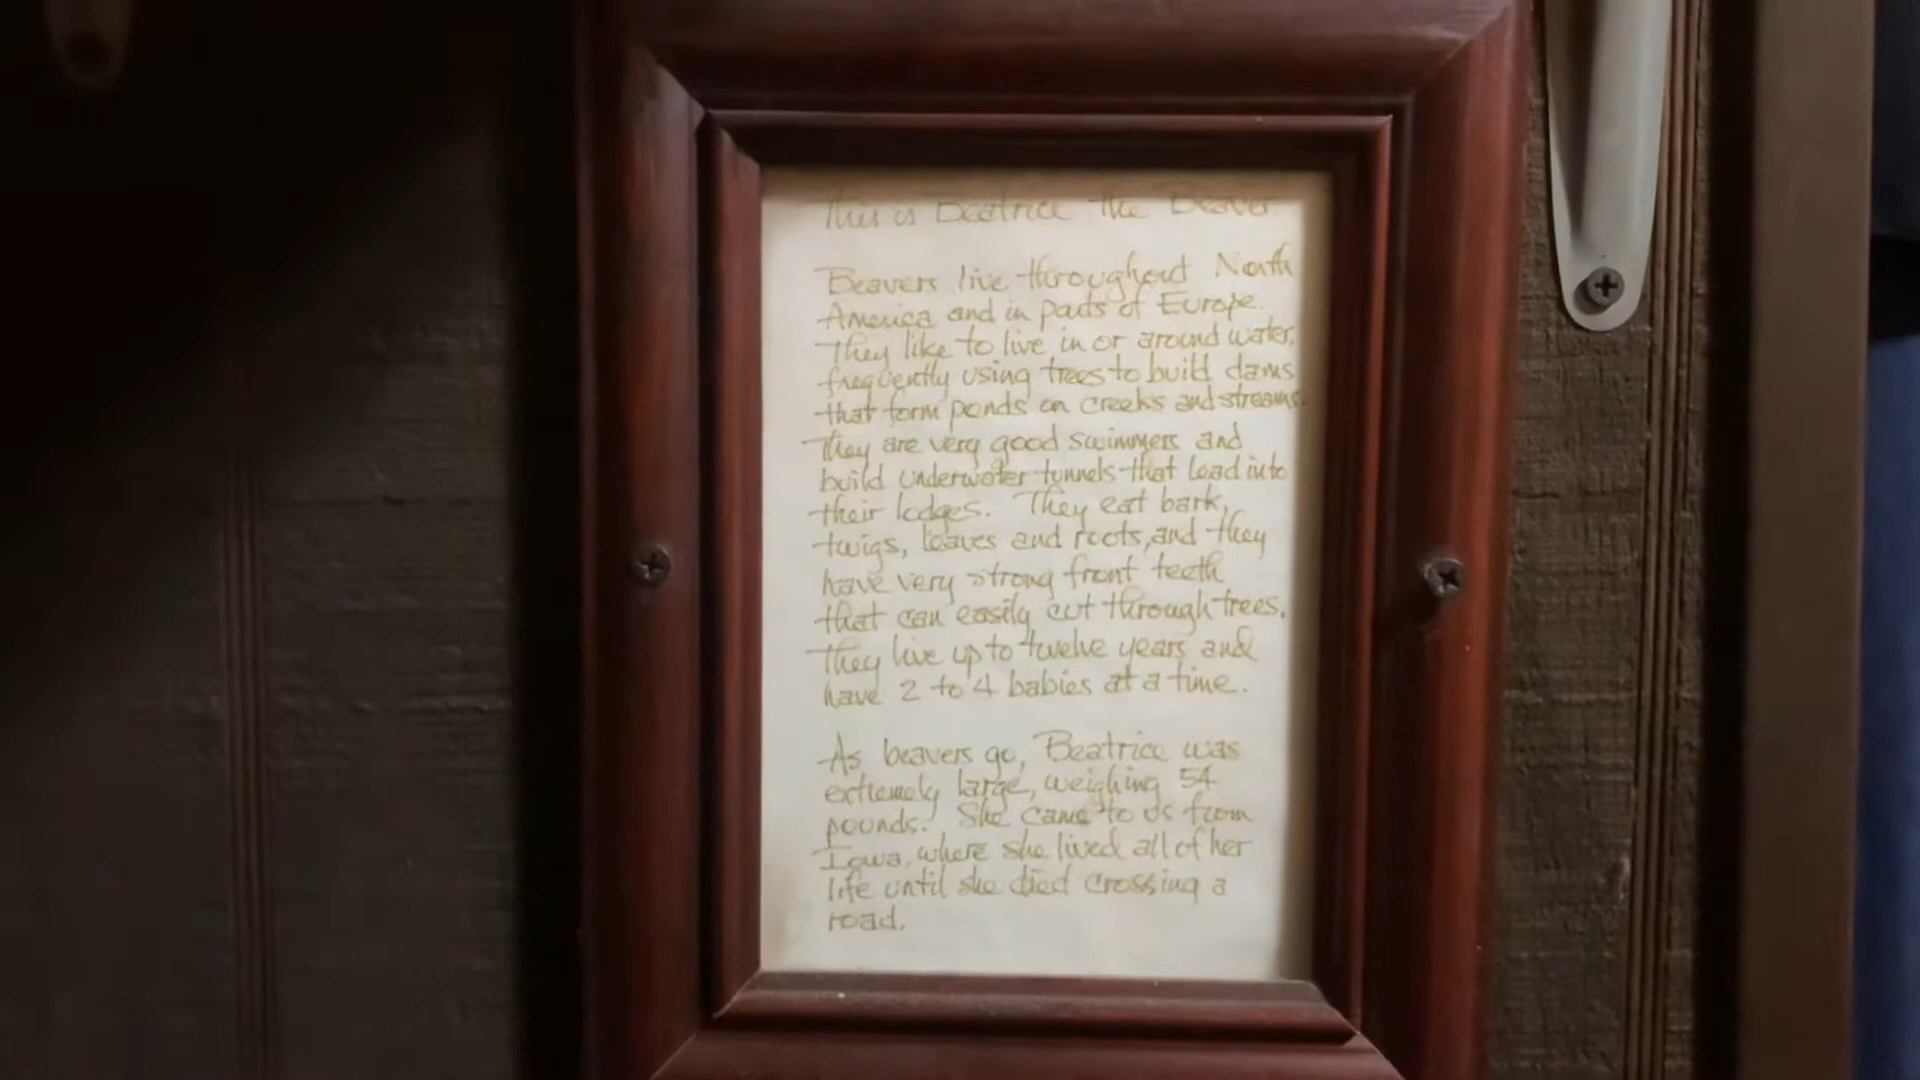 This is Beatrice the Beaver.
Beavers live throughout North
America and in parts of Europe.
They like to live in or around water,
frequently using trees to build dams
that form ponds on creeks and streams.
They are very good swimmers and
build underwater tunnels that lead into
their lodges. They eat bark,
twigs, leaves and roots, and they
have very strong front teeth
that can easily cut through trees.
They live up to twelve years and
have 2 to 4 babies at a time.
As beavers go, Beatrice was
extremely large, weighing 54
pounds. She came to us from
Iowa, where she lived all of her
life until she died crossing a
road.